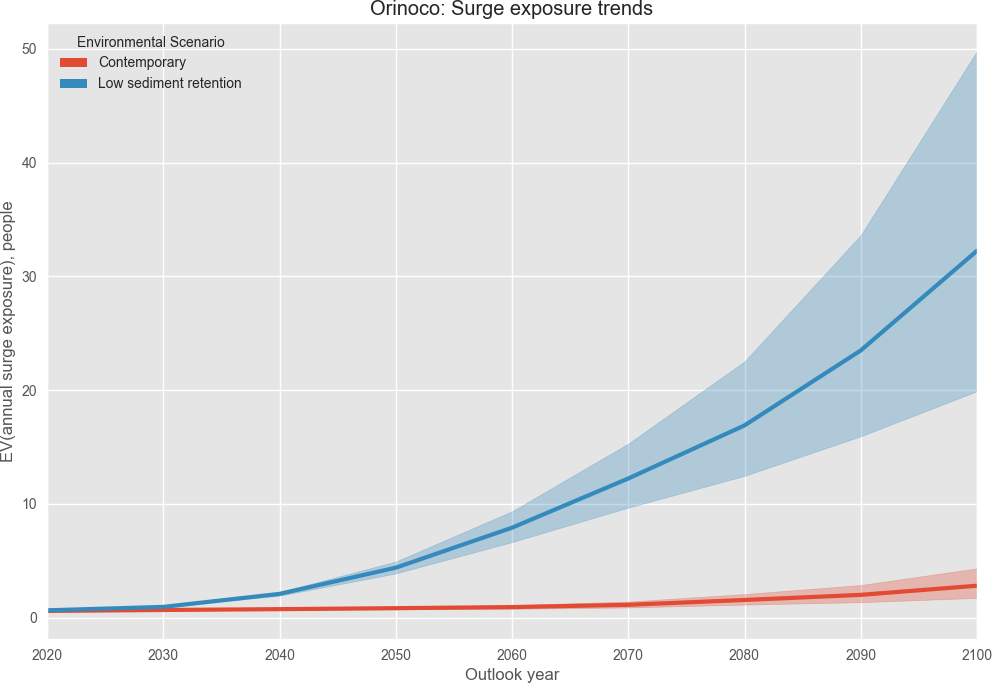 Orinoco: Surge exposure trends
Environmental Scenario
Contemporary
Low sediment retention
EV(annual surge exposure), people
50
40
30
20
10
0
2020 2030 2040 2050 2060 2070 2080 2090 2100
Outlook year